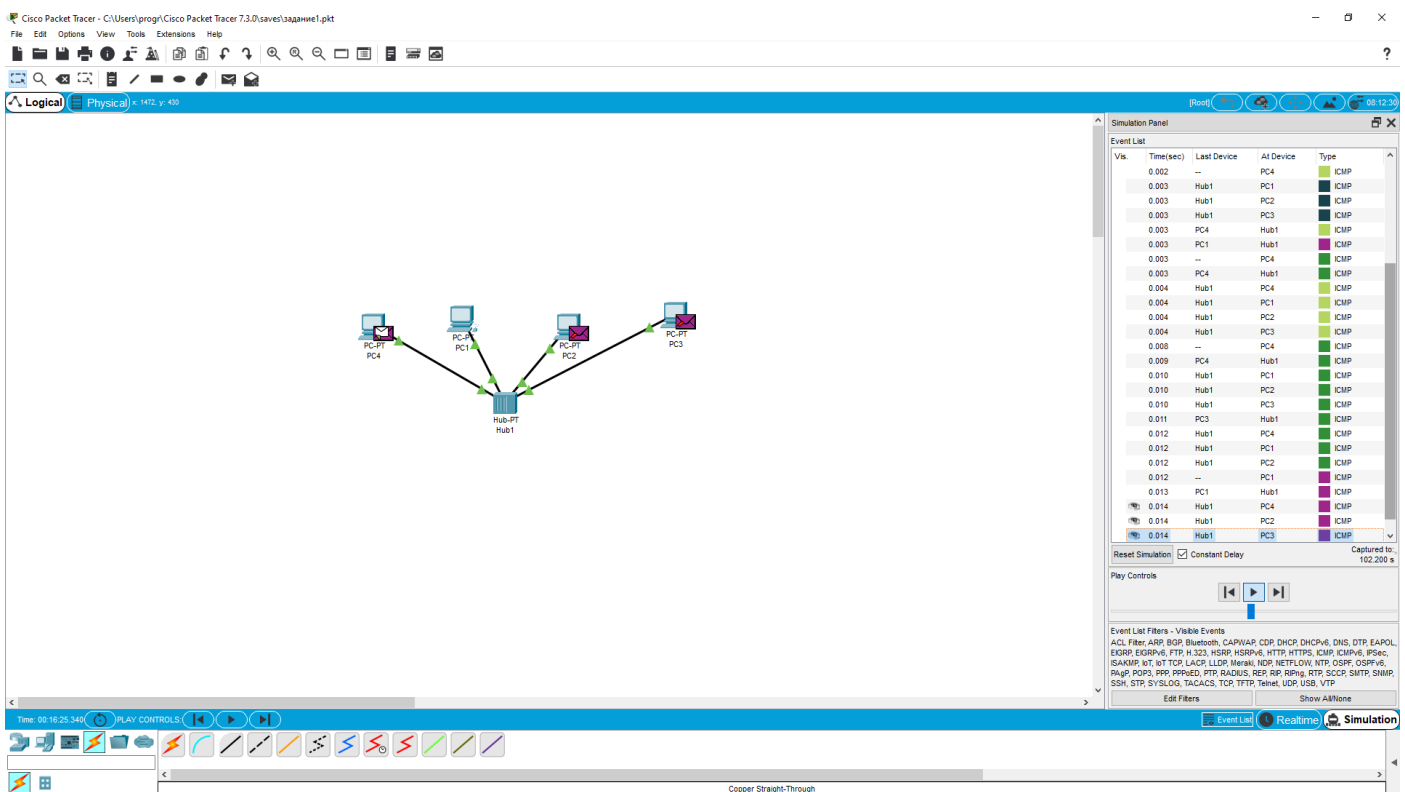 Cisco Packet Tracer - C:\Users\progr\Cisco Packet Tracer 7.3.0\saves\задание1.pkt
File Edit Options View Tools Extensions Help
?
Logical Physical x: 1472, y: 430 [Root] 08:12:30
Simulation Panel
Event List
Vis. Time(sec) Last Device At Device Type
0.002 -- PC4 ICMP
0.003 Hub1 PC1 ICMP
0.003 Hub1 PC2 ICMP
0.003 Hub1 PC3 ICMP
0.003 PC4 Hub1 ICMP
0.003 PC1 Hub1 ICMP
0.003 -- PC4 ICMP
0.003 PC4 Hub1 ICMP
0.004 Hub1 PC4 ICMP
0.004 Hub1 PC1 ICMP
0.004 Hub1 PC2 ICMP
0.004 Hub1 PC3 ICMP
0.008 -- PC4 ICMP
0.009 PC4 Hub1 ICMP
0.010 Hub1 PC1 ICMP
0.010 Hub1 PC2 ICMP
0.010 Hub1 PC3 ICMP
0.011 PC3 Hub1 ICMP
0.012 Hub1 PC4 ICMP
0.012 Hub1 PC1 ICMP
0.012 Hub1 PC2 ICMP
0.012 -- PC1 ICMP
0.013 PC1 Hub1 ICMP
0.014 Hub1 PC4 ICMP
0.014 Hub1 PC2 ICMP
0.014 Hub1 PC3 ICMP
PC-PT
PC4
PC-PT
PC1
PC-PT
PC2
PC-PT
PC3
Hub-PT
Hub1
Reset Simulation Constant Delay Captured to:
102.200 s
Play Controls
Event List Filters - Visible Events
ACL Filter, ARP, BGP, Bluetooth, CAPWAP, CDP, DHCP, DHCPv6, DNS, DTP, EAPOL,
EIGRP, EIGRPv6, FTP, H.323, HSRP, HSRPv6, HTTP, HTTPS, ICMP, ICMPv6, IPSec,
ISAKMP, IoT, IoT TCP, LACP, LLDP, Meraki, NDP, NETFLOW, NTP, OSPF, OSPFv6,
PAgP, POP3, PPP, PPPoED, PTP, RADIUS, REP, RIP, RIPng, RTP, SCCP, SMTP, SNMP,
SSH, STP, SYSLOG, TACACS, TCP, TFTP, Telnet, UDP, USB, VTP
Edit Filters Show All/None
Time: 00:16:25.340 PLAY CONTROLS: Event List Realtime Simulation
Copper Straight-Through